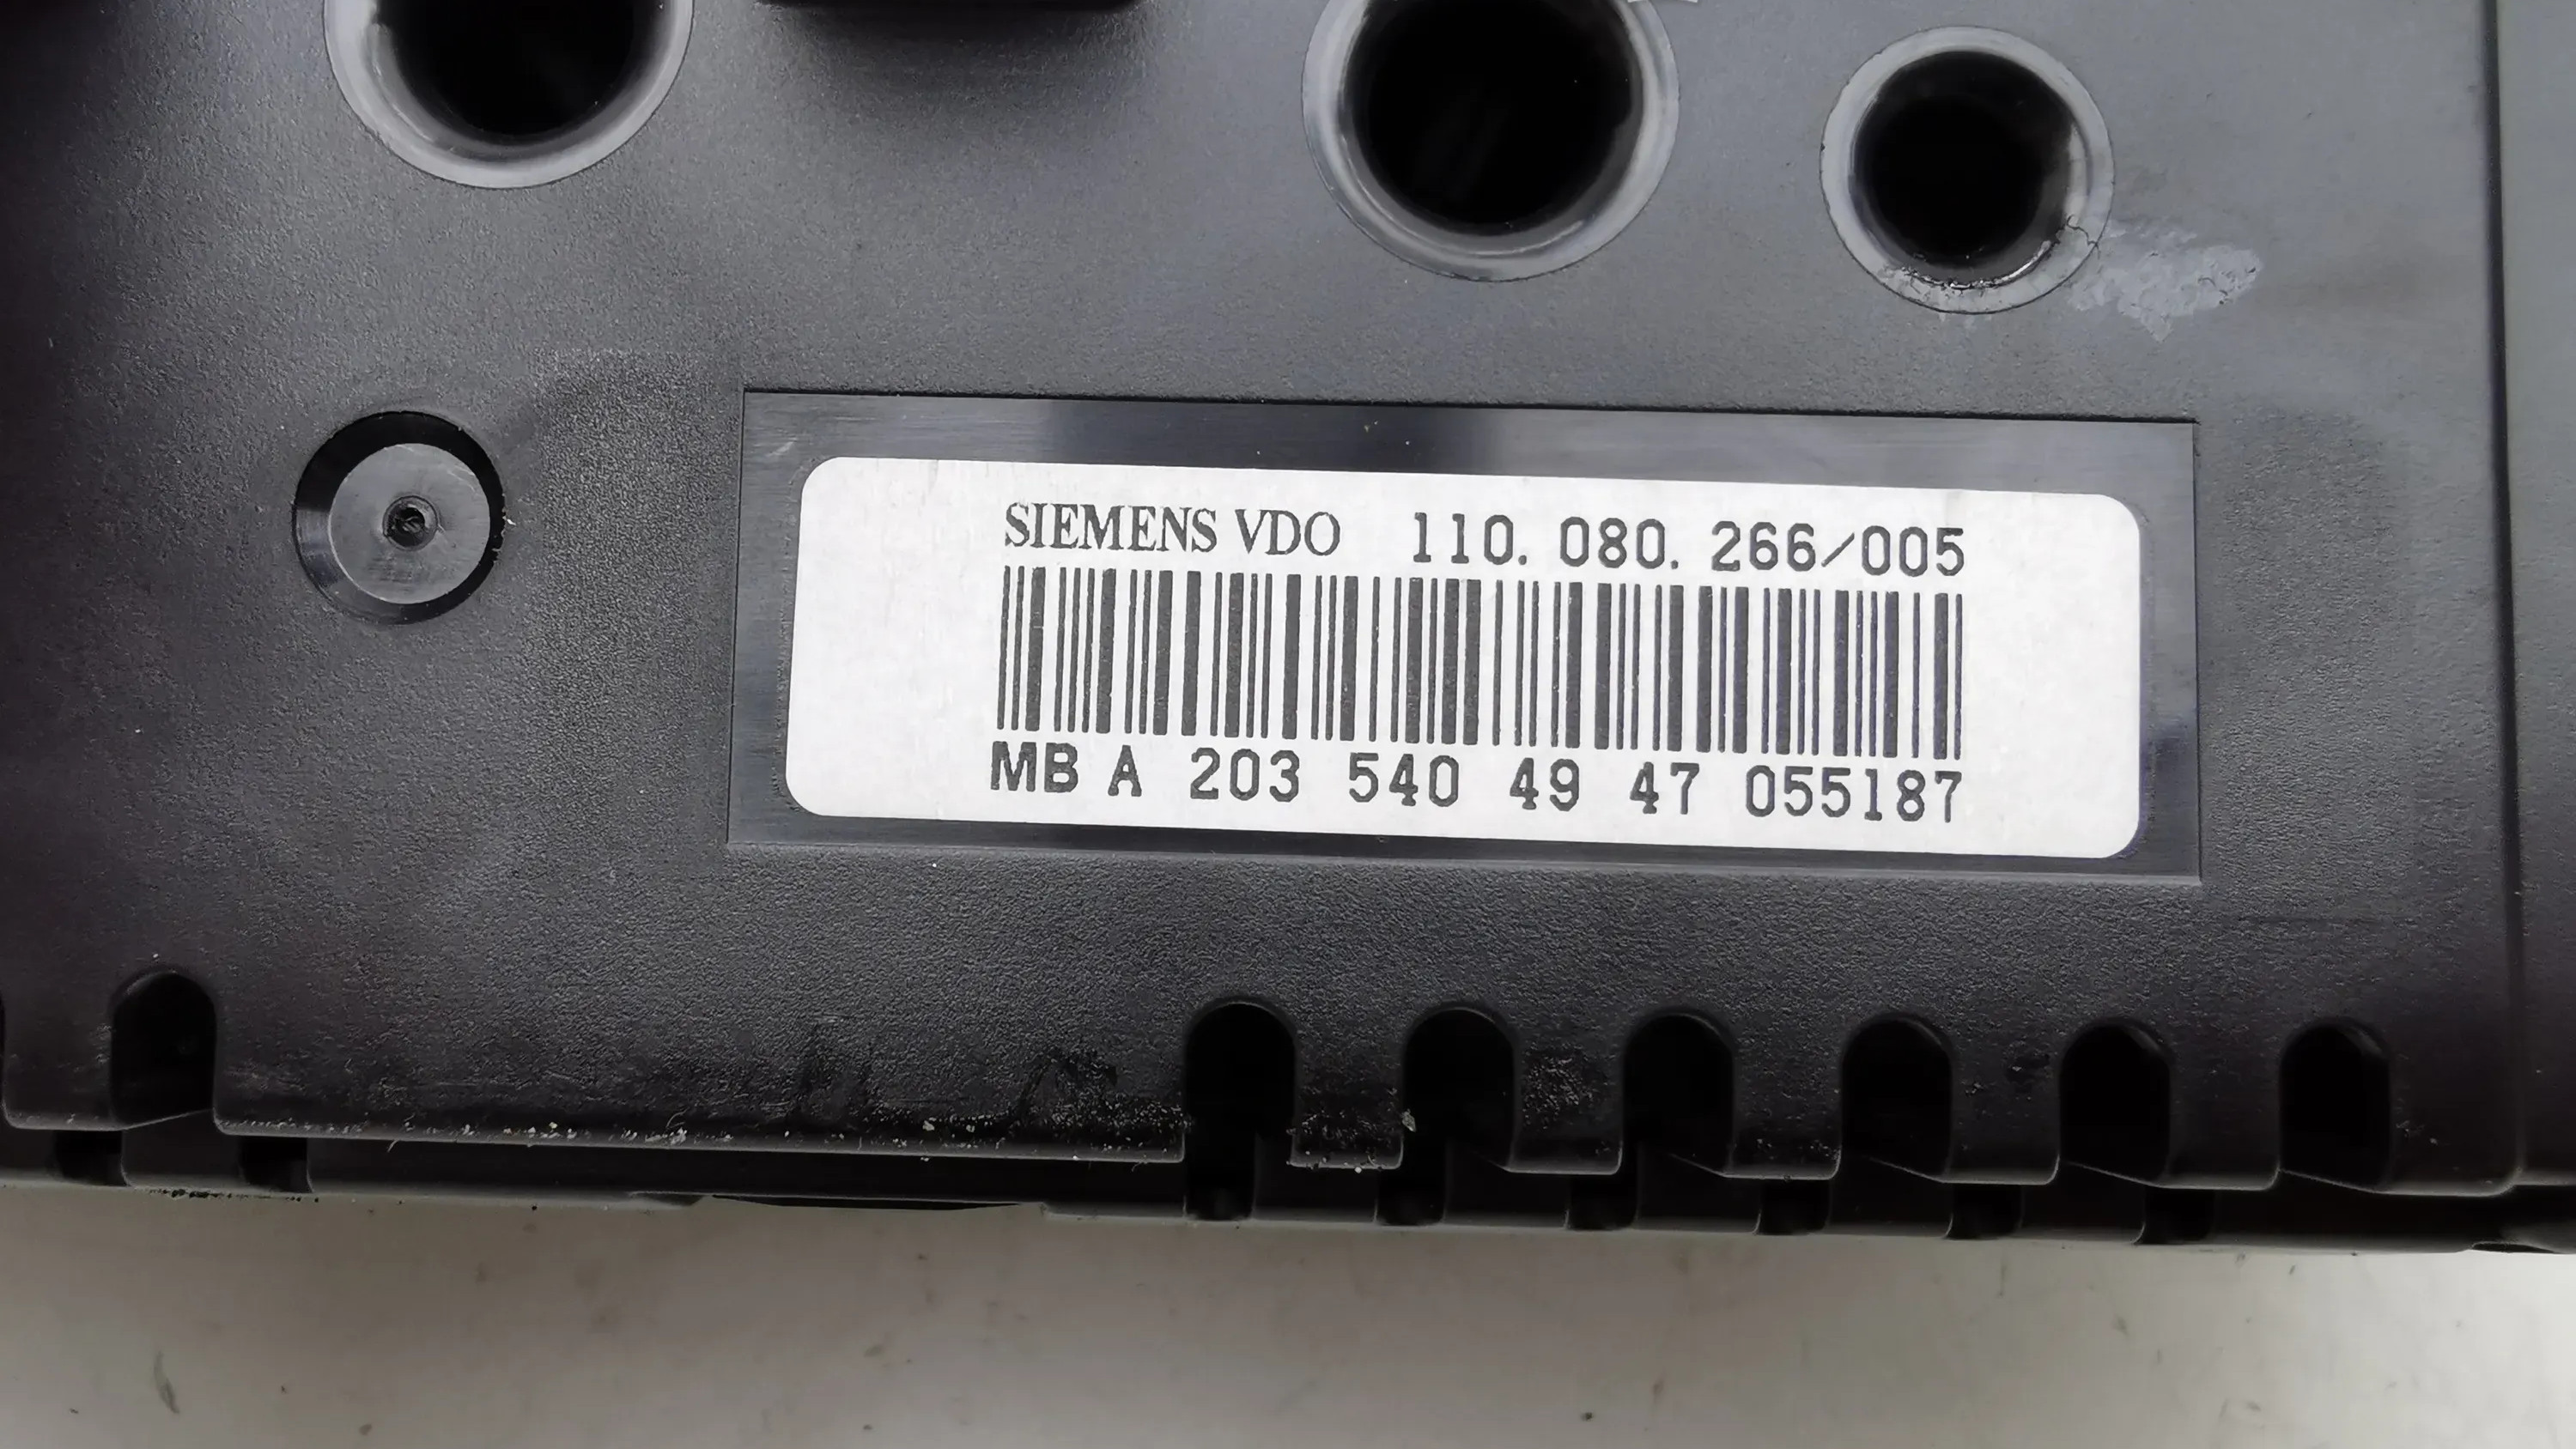 SIEMENS VDO 110. 080. 266/005
MB A 203 540 49 47 055187